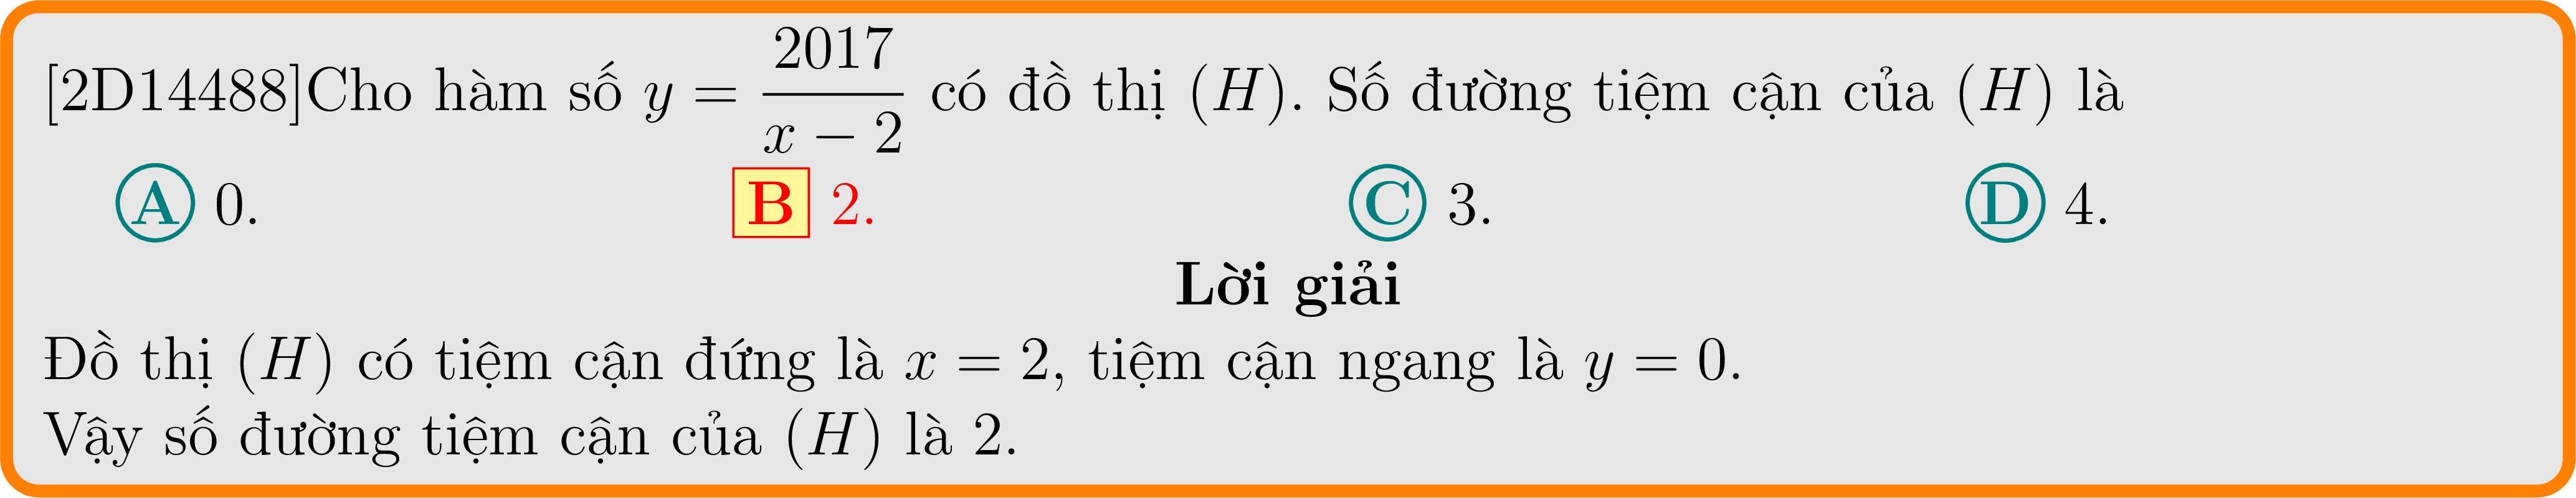 [2D14488]Cho hàm số y = \dfrac{2017}{x − 2} có đồ thị (H). Số đường tiệm cận của (H) là
A 0. B 2. C 3. D 4.
Lời giải
Đồ thị (H) có tiệm cận đứng là x = 2, tiệm cận ngang là y = 0.
Vậy số đường tiệm cận của (H) là 2.